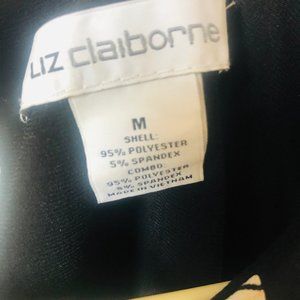 LIZ claiborne
M
SHELL:
95% POLYESTER
5% SPANDEX
COMBO:
95% POLYESTER
5% SPANDEX
MADE IN VIETNAM